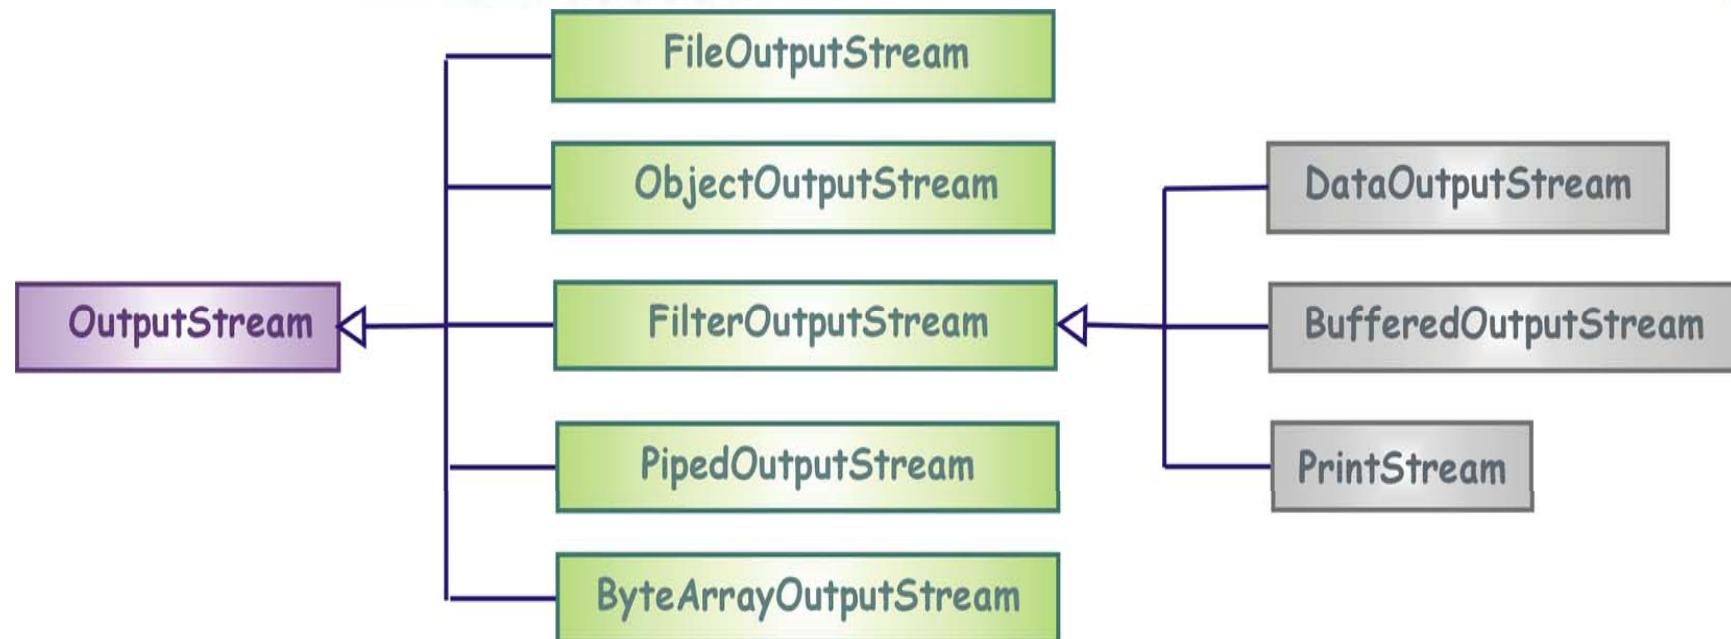 FileOutputStream
ObjectOutputStream
DataOutputStream
OutputStream
FilterOutputStream
BufferedOutputStream
PipedOutputStream
PrintStream
ByteArrayOutputStream